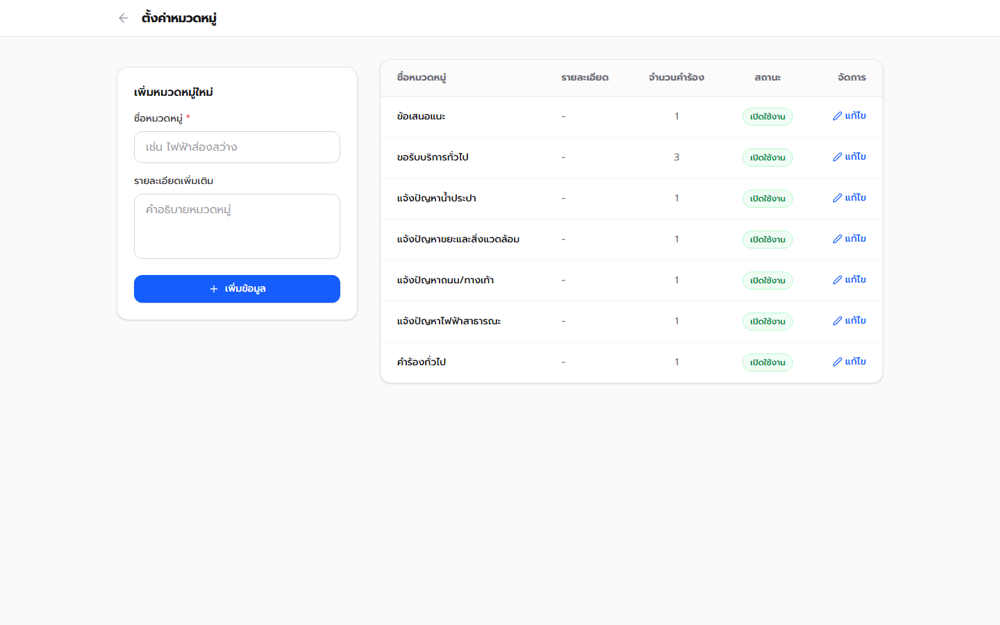 ตั้งค่าหมวดหมู่
เพิ่มหมวดหมู่ใหม่
ชื่อหมวดหมู่ *
เช่น ไฟฟ้าส่องสว่าง
รายละเอียดเพิ่มเติม
คำอธิบายหมวดหมู่
เพิ่มข้อมูล
ชื่อหมวดหมู่ รายละเอียด จำนวนคำร้อง สถานะ จัดการ
ข้อเสนอแนะ - 1 เปิดใช้งาน แก้ไข
ขอรับบริการทั่วไป - 3 เปิดใช้งาน แก้ไข
แจ้งปัญหาน้ำประปา - 1 เปิดใช้งาน แก้ไข
แจ้งปัญหาขยะและสิ่งแวดล้อม - 1 เปิดใช้งาน แก้ไข
แจ้งปัญหาถนน/ทางเท้า - 1 เปิดใช้งาน แก้ไข
แจ้งปัญหาไฟฟ้าสาธารณะ - 1 เปิดใช้งาน แก้ไข
คำร้องทั่วไป - 1 เปิดใช้งาน แก้ไข